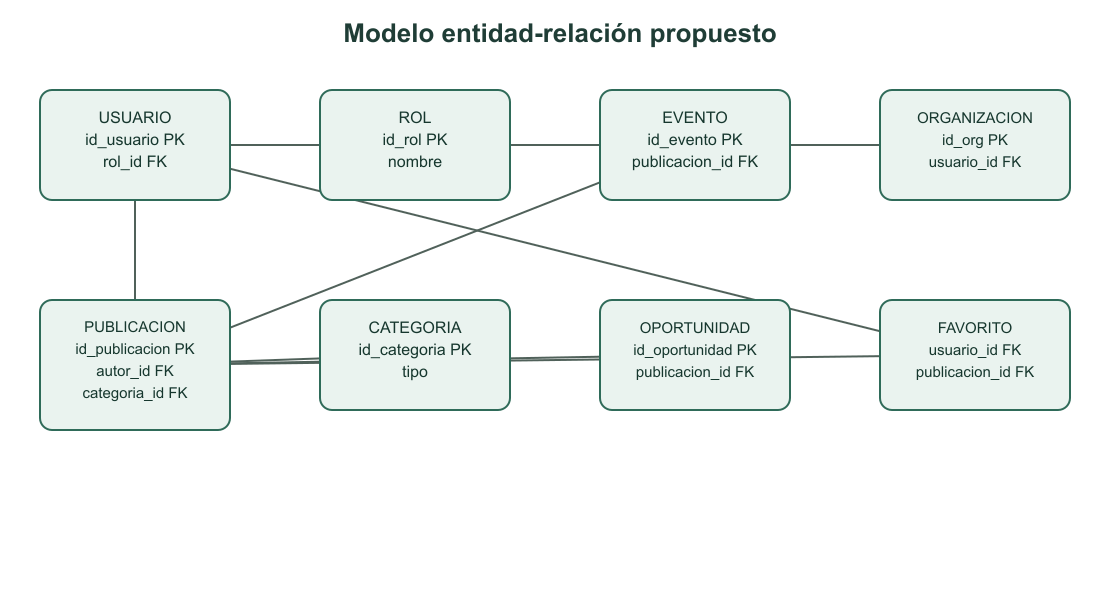 Modelo entidad-relación propuesto
USUARIO
id_usuario PK
rol_id FK
ROL
id_rol PK
nombre
EVENTO
id_evento PK
publicacion_id FK
ORGANIZACION
id_org PK
usuario_id FK
PUBLICACION
id_publicacion PK
autor_id FK
categoria_id FK
CATEGORIA
id_categoria PK
tipo
OPORTUNIDAD
id_oportunidad PK
publicacion_id FK
FAVORITO
usuario_id FK
publicacion_id FK